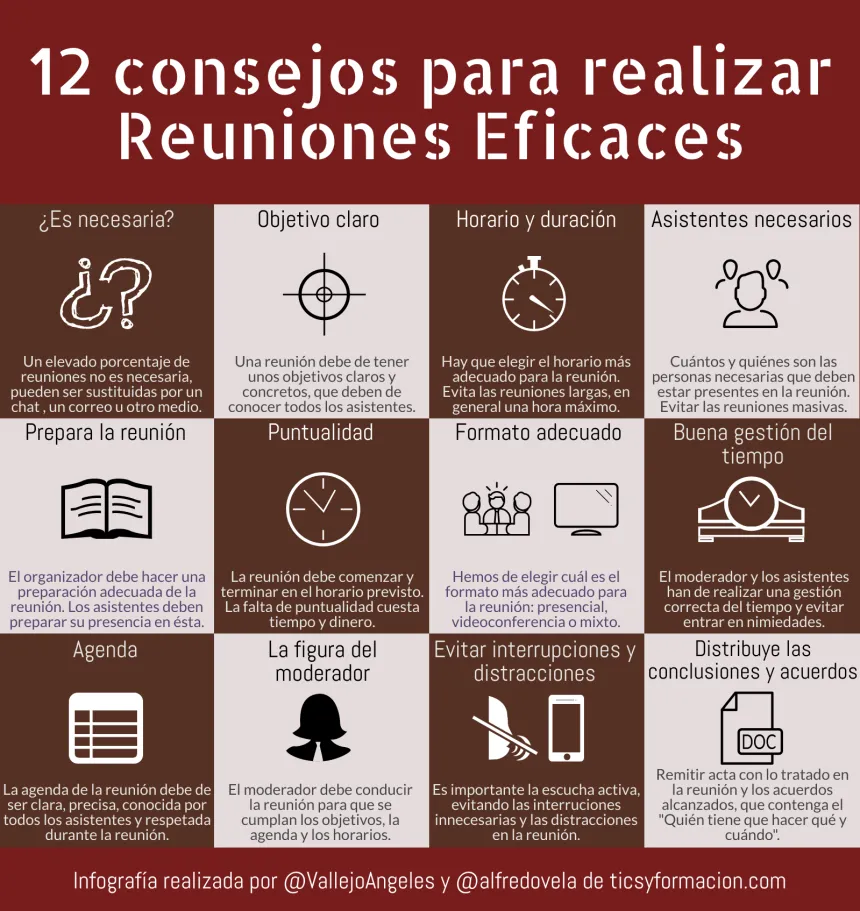 12 consejos para realizar
Reuniones Eficaces
¿Es necesaria?
¿?
Un elevado porcentaje de
reuniones no es necesaria,
pueden ser sustituidas por un
chat , un correo u otro medio.
Objetivo claro
Una reunión debe de tener
unos objetivos claros y
concretos, que deben de
conocer todos los asistentes.
Horario y duración
Hay que elegir el horario más
adecuado para la reunión.
Evita las reuniones largas, en
general una hora máximo.
Asistentes necesarios
Cuántos y quiénes son las
personas necesarias que deben
estar presentes en la reunión.
Evitar las reuniones masivas.
Prepara la reunión
El organizador debe hacer una
preparación adecuada de la
reunión. Los asistentes deben
preparar su presencia en ésta.
Puntualidad
La reunión debe comenzar y
terminar en el horario previsto.
La falta de puntualidad cuesta
tiempo y dinero.
Formato adecuado
Hemos de elegir cuál es el
formato más adecuado para
la reunión: presencial,
videoconferencia o mixto.
Buena gestión del
tiempo
El moderador y los asistentes
han de realizar una gestión
correcta del tiempo y evitar
entrar en nimiedades.
Agenda
La agenda de la reunión debe de
ser clara, precisa, conocida por
todos los asistentes y respetada
durante la reunión.
La figura del
moderador
El moderador debe conducir
la reunión para que se
cumplan los objetivos, la
agenda y los horarios.
Evitar interrupciones y
distracciones
Es importante la escucha activa,
evitando las interruciones
innecesarias y las distracciones
en la reunión.
Distribuye las
conclusiones y acuerdos
DOC
Remitir acta con lo tratado en
la reunión y los acuerdos
alcanzados, que contenga el
"Quién tiene que hacer qué y
cuándo".
Infografía realizada por @VallejoAngeles y @alfredovela de ticsyformacion.com